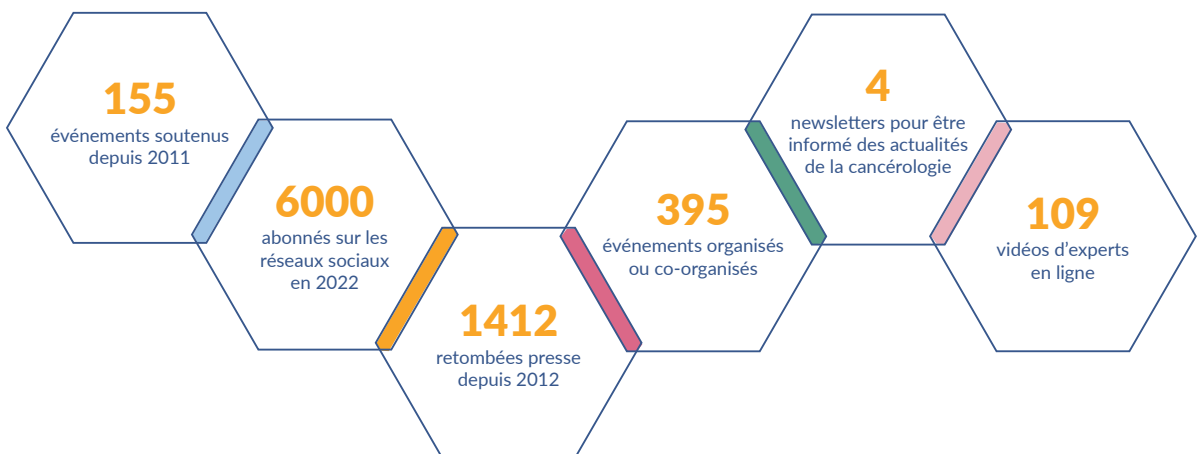 155
événements soutenus
depuis 2011
6000
abonnés sur les
réseaux sociaux
en 2022
1412
retombées presse
depuis 2012
395
événements organisés
ou co-organisés
4
newsletters pour être
informé des actualités
de la cancérologie
109
vidéos d’experts
en ligne